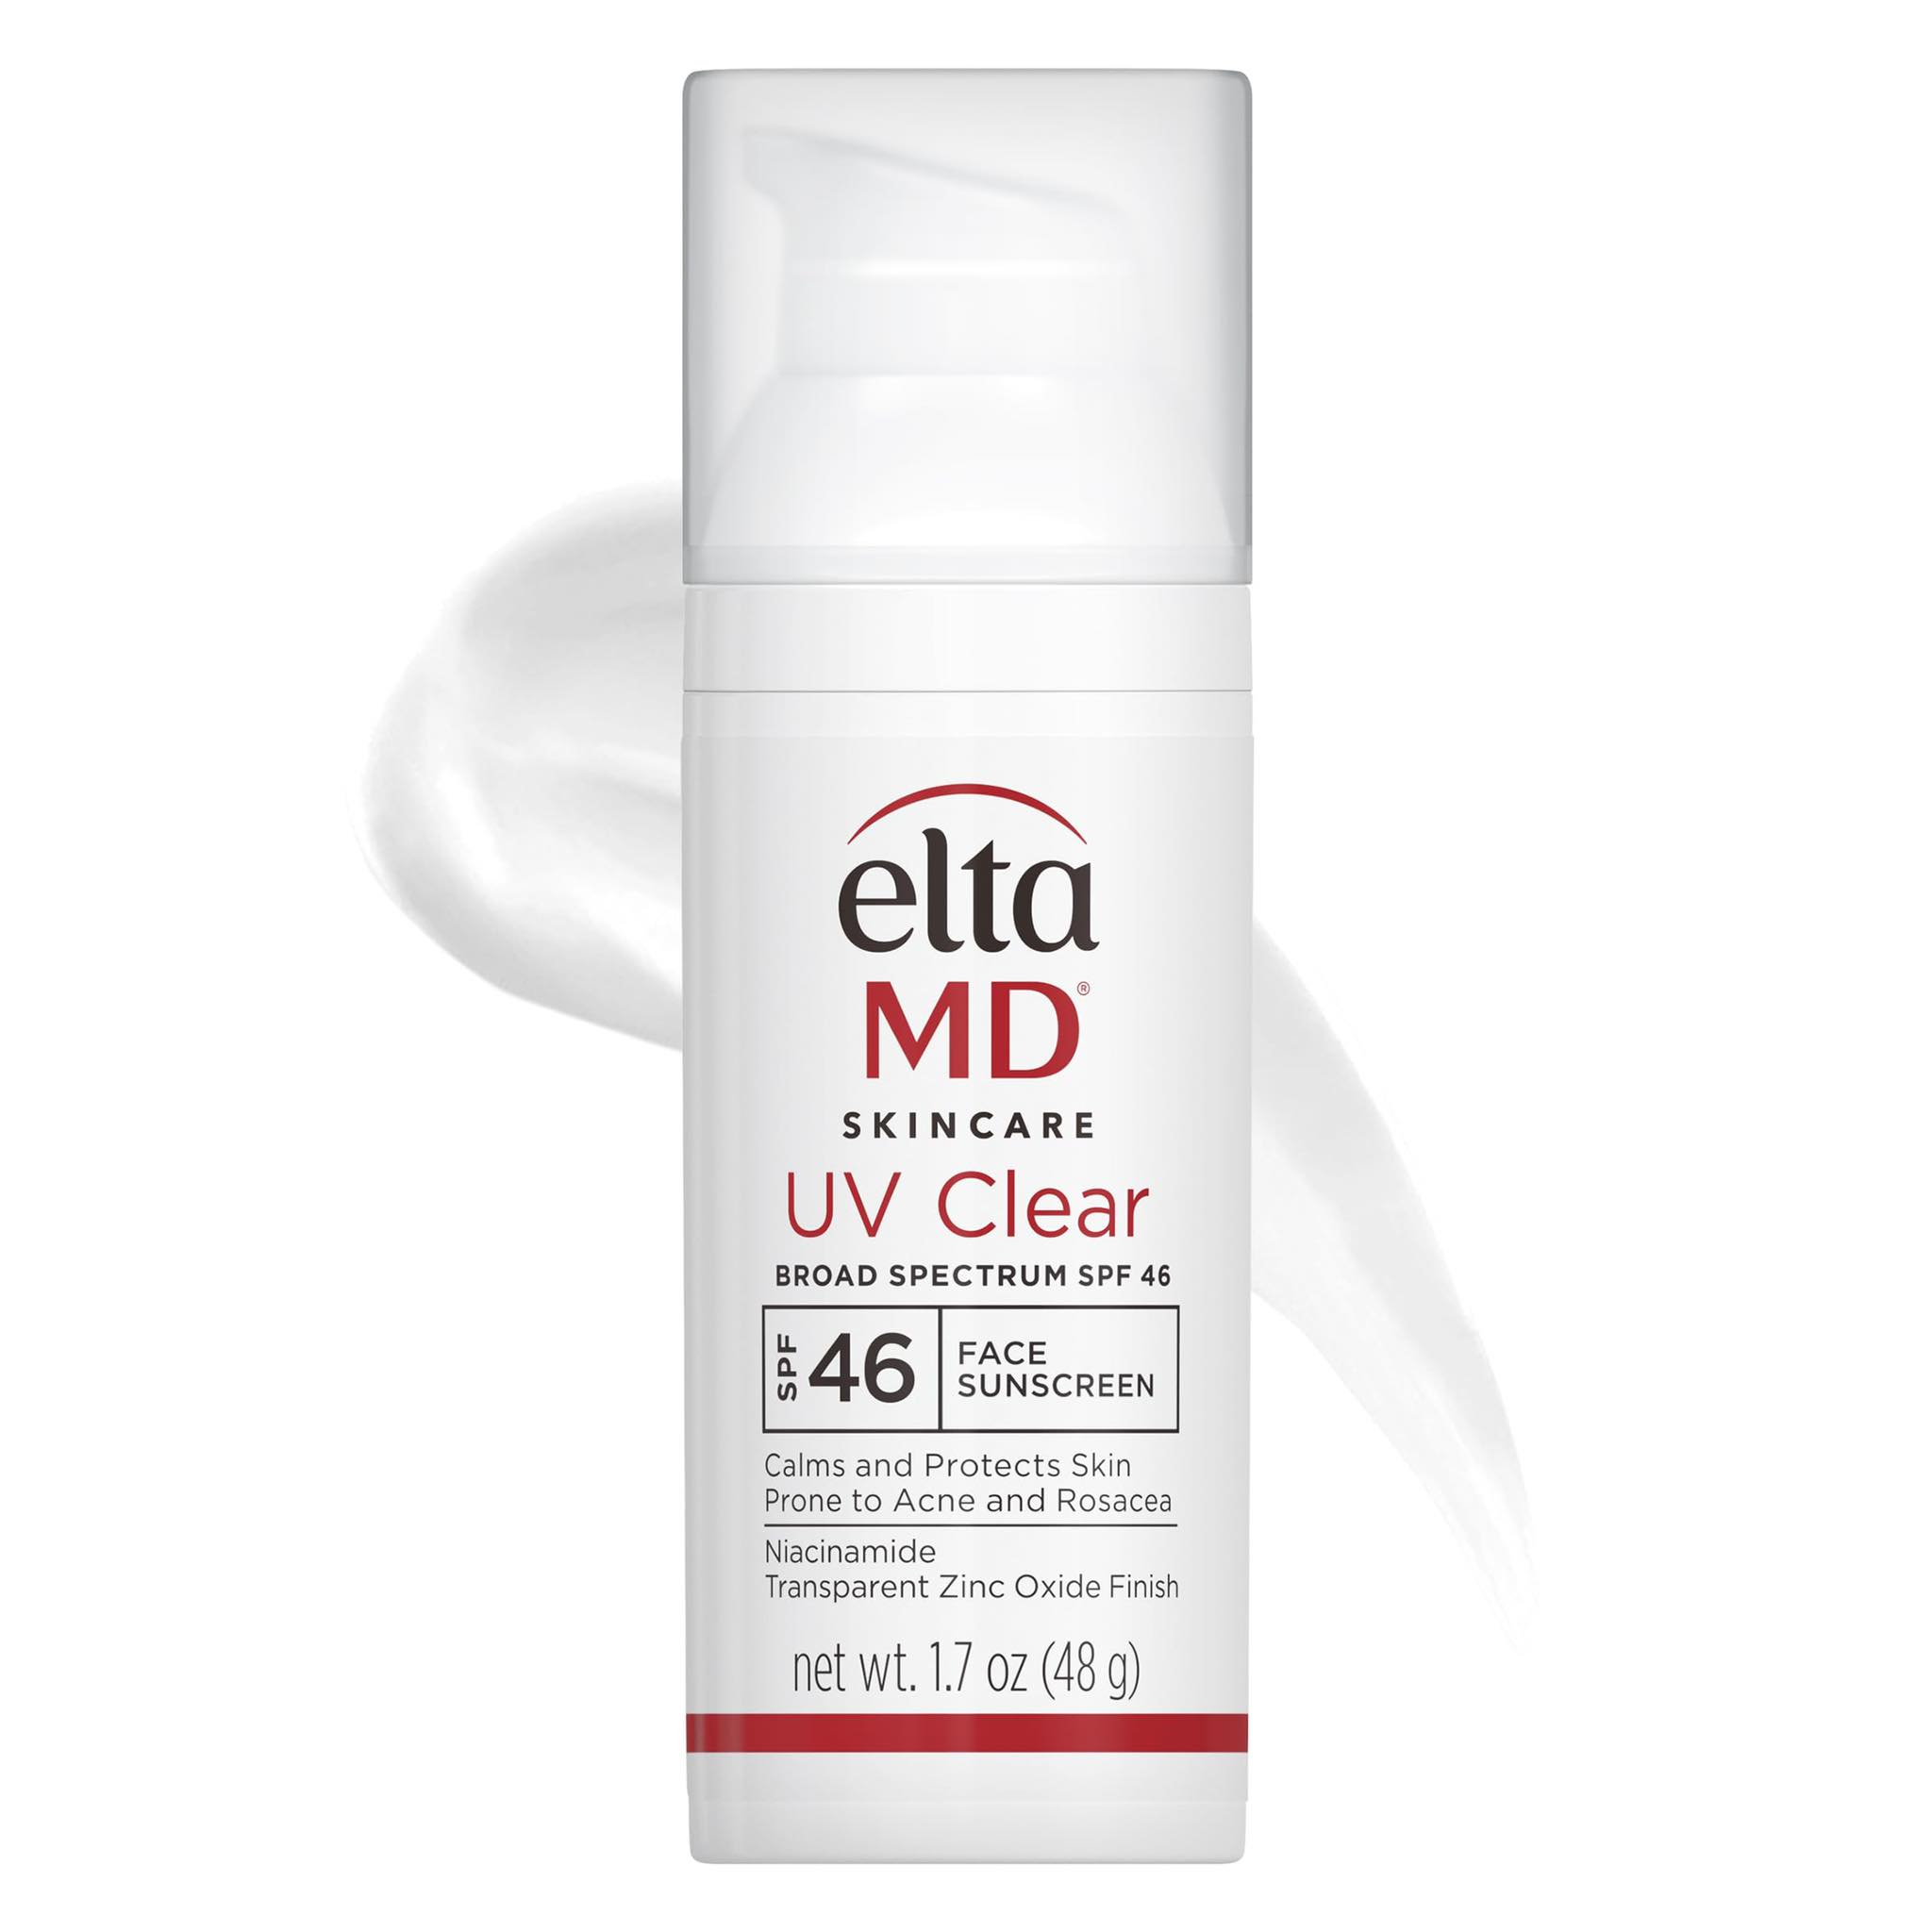 elta
MD®
SKINCARE
UV Clear
BROAD SPECTRUM SPF 46
SPF 46
FACE
SUNSCREEN
Calms and Protects Skin
Prone to Acne and Rosacea
Niacinamide
Transparent Zinc Oxide Finish
net wt. 1.7 oz (48 g)